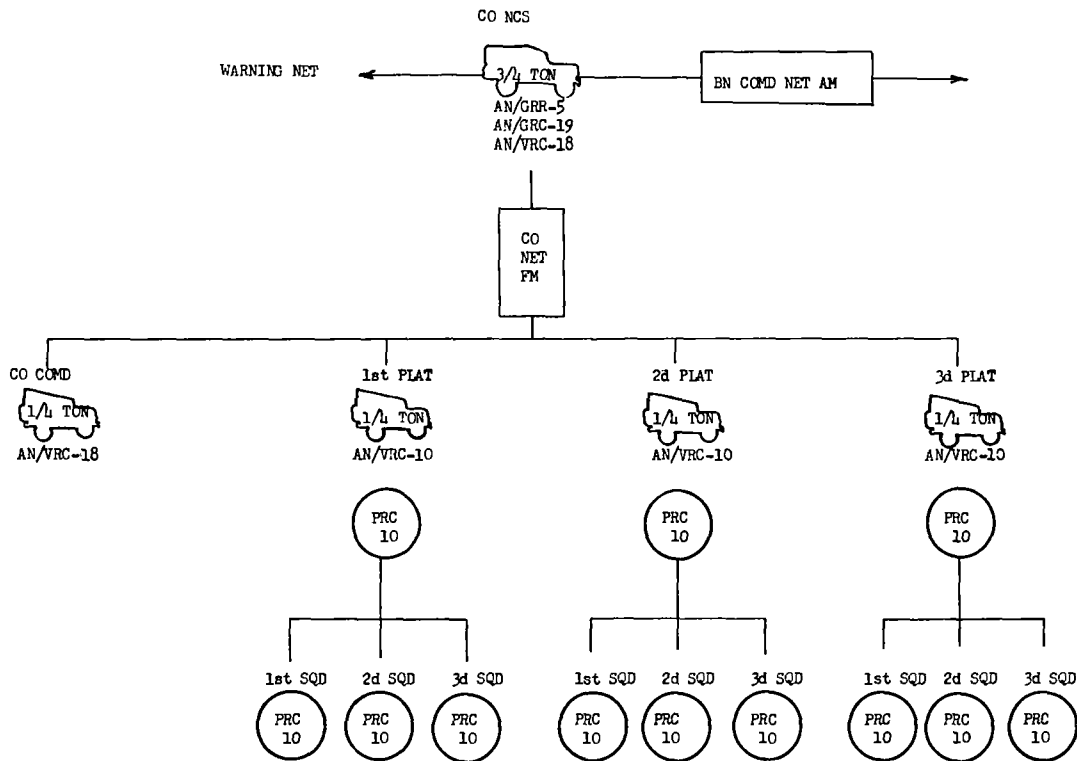 CO NCS
WARNING NET
3/4 TON
BN COMD NET AM
AN/GRR-5
AN/GRC-19
AN/VRC-18
CO
NET
FM
CO COMD
1st PLAT
2d PLAT
3d PLAT
1/4 TON
1/4 TON
1/4 TON
1/4 TON
AN/VRC-18
AN/VRC-10
AN/VRC-10
AN/VRC-10
PRC
10
PRC
10
PRC
10
1st SQD
2d SQD
3d SQD
1st SQD
2d SQD
3d SQD
1st SQD
2d SQD
3d SQD
PRC
10
PRC
10
PRC
10
PRC
10
PRC
10
PRC
10
PRC
10
PRC
10
PRC
10